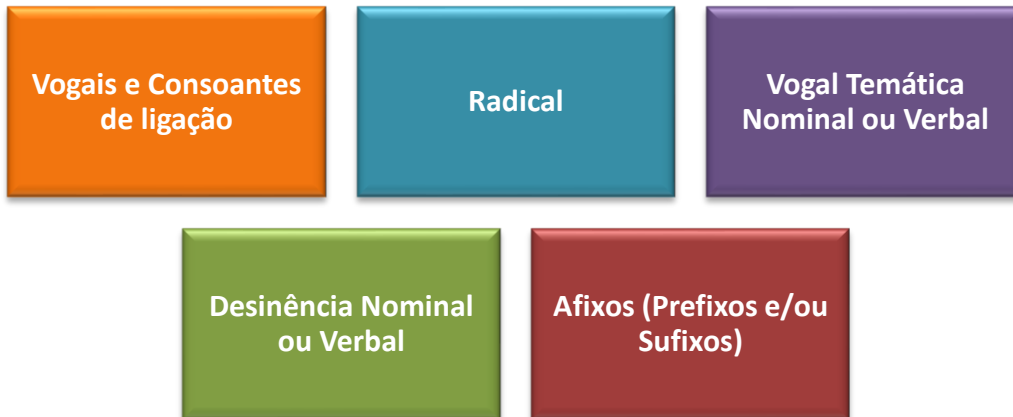 Vogais e Consoantes
de ligação
Radical
Vogal Temática
Nominal ou Verbal
Desinência Nominal
ou Verbal
Afixos (Prefixos e/ou
Sufixos)